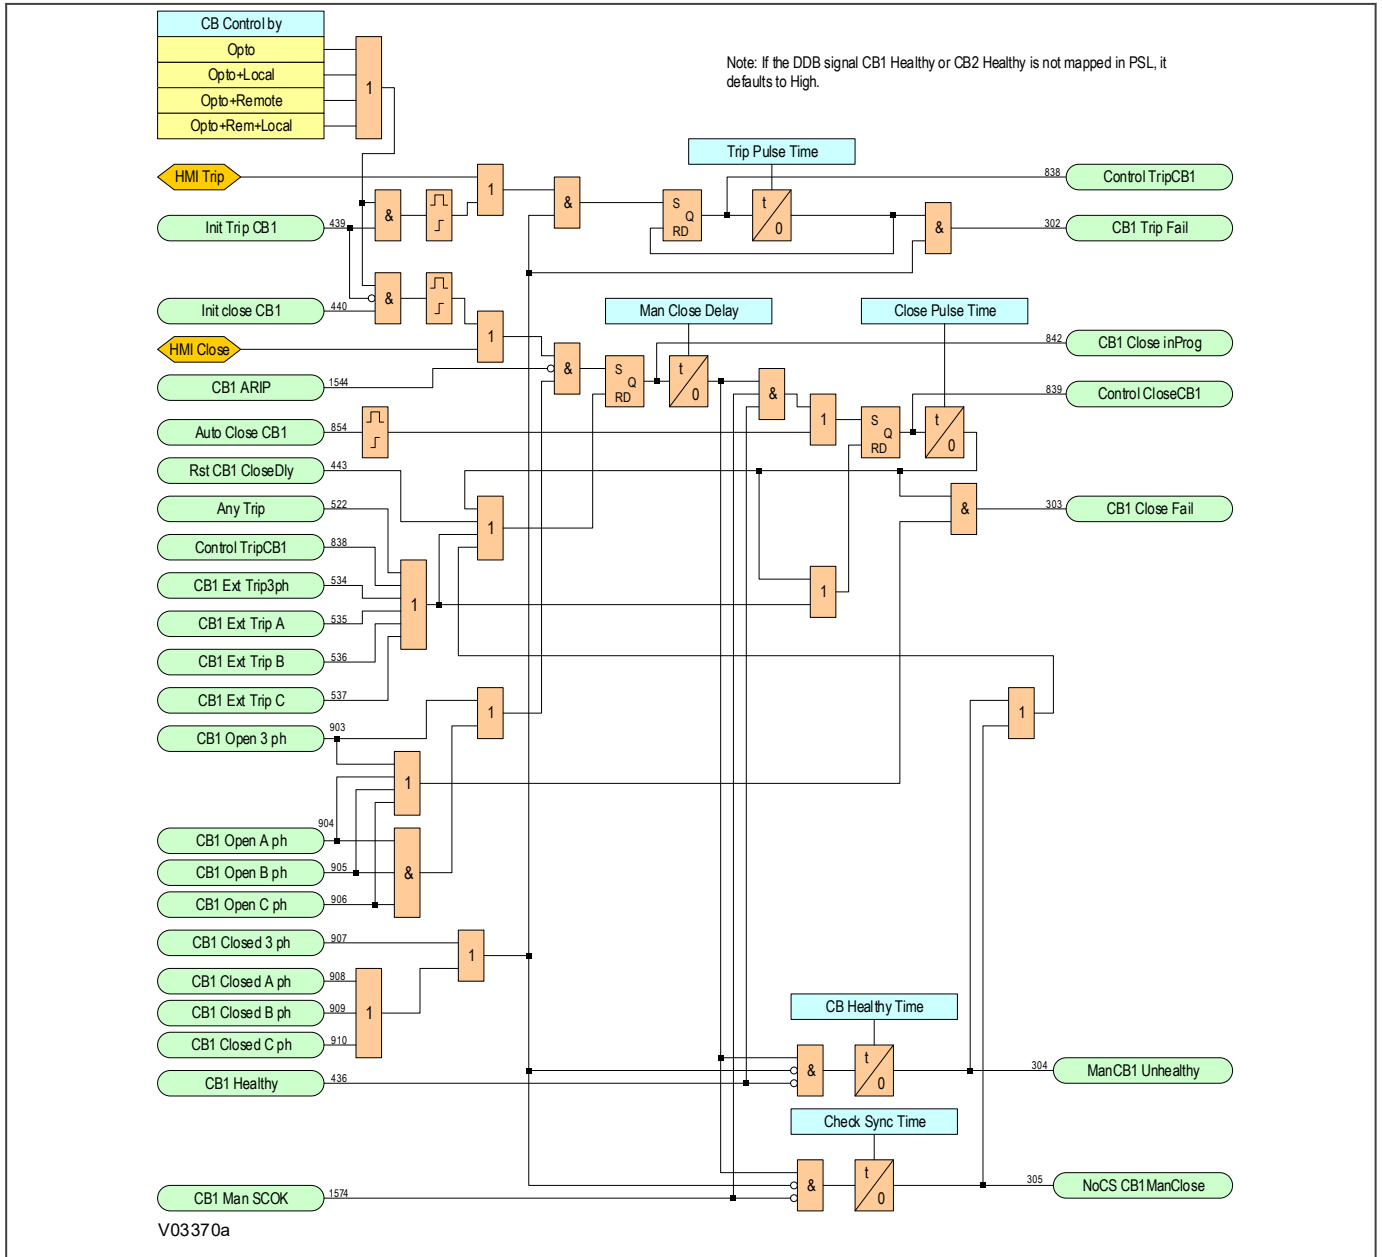 CB Control by
Opto
Opto+Local
Opto+Remote
Opto+Rem+Local
1
Note: If the DDB signal CB1 Healthy or CB2 Healthy is not mapped in PSL, it
defaults to High.
Trip Pulse Time
HMI Trip
1
&
S
Q
RD
t
0
838
Control TripCB1
Init Trip CB1
439
&
&
302
CB1 Trip Fail
Init close CB1
440
&
Man Close Delay
Close Pulse Time
HMI Close
1
&
S
Q
RD
t
0
842
CB1 Close inProg
CB1 ARIP
1544
&
839
Control CloseCB1
Auto Close CB1
854
1
S
Q
RD
t
0
Rst CB1 CloseDly
443
Any Trip
522
1
&
303
CB1 Close Fail
Control TripCB1
838
CB1 Ext Trip3ph
534
1
1
CB1 Ext Trip A
535
CB1 Ext Trip B
536
CB1 Ext Trip C
537
1
1
CB1 Open 3 ph
903
1
CB1 Open A ph
904
CB1 Open B ph
905
&
CB1 Open C ph
906
CB1 Closed 3 ph
907
1
CB1 Closed A ph
908
CB1 Closed B ph
909
1
CB1 Closed C ph
910
CB Healthy Time
CB1 Healthy
436
&
t
0
304
ManCB1 Unhealthy
Check Sync Time
CB1 Man SCOK
1574
&
t
0
305
NoCS CB1ManClose
V03370a